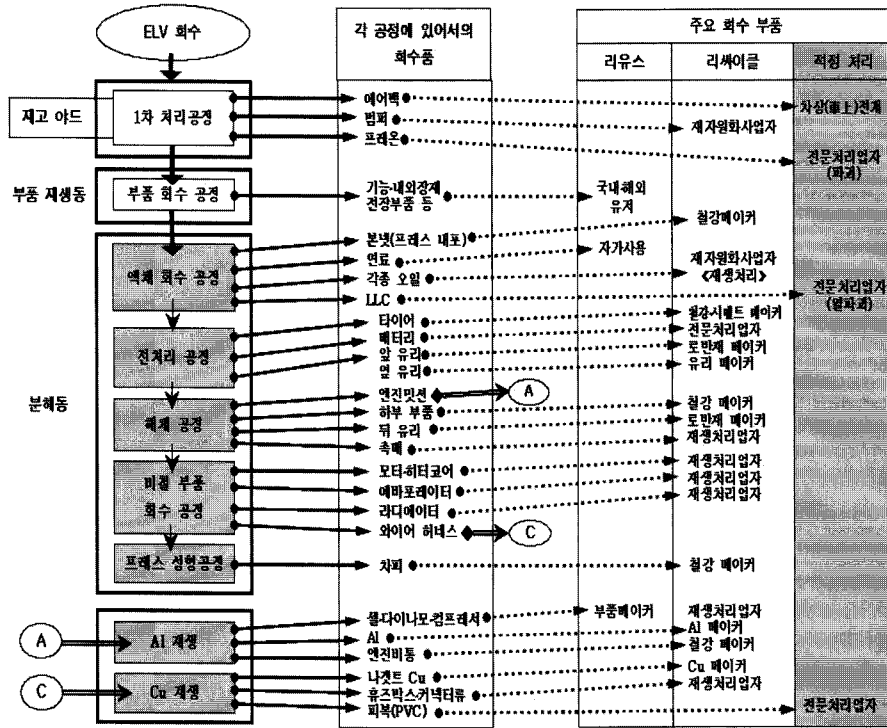 ELV 회수
각 공정에 있어서의
회수품
주요 회수 부품
리유스
리싸이클
적정 처리
재고 야드
1차 처리공정
에어백
범퍼
프레온
차상(車上)전개
재자원화사업자
전문처리업자
(파괴)
부품 재생동
부품 회수 공정
기능·내외장재
전장부품 등
국내·해외
유저
분해동
액체 회수 공정
본넷(프레스 내포)
연료
각종 오일
LLC
철강메이커
자가사용
재자원화사업자
《재생처리》
전문처리업자
(열파괴)
전처리 공정
타이어
배터리
앞 유리
옆 유리
철강·시멘트 메이커
전문처리업자
로반재 메이커
유리 메이커
해체 공정
엔진밋션
하부 부품
뒤 유리
촉매
A
철강 메이커
로반재 메이커
재생처리업자
비철 부품
회수 공정
모터·히터코어
에바포레이터
라디에이터
와이어 허네스
재생처리업자
재생처리업자
재생처리업자
C
프레스 성형공정
차피
철강 메이커
A
Al 재생
셀·다이나모·컴프레서
Al
엔진비통
부품메이커
재생처리업자
Al 메이커
철강 메이커
C
Cu 재생
나겟트 Cu
휴즈박스·커넥터류
피복(PVC)
Cu 메이커
재생처리업자
전문처리업자